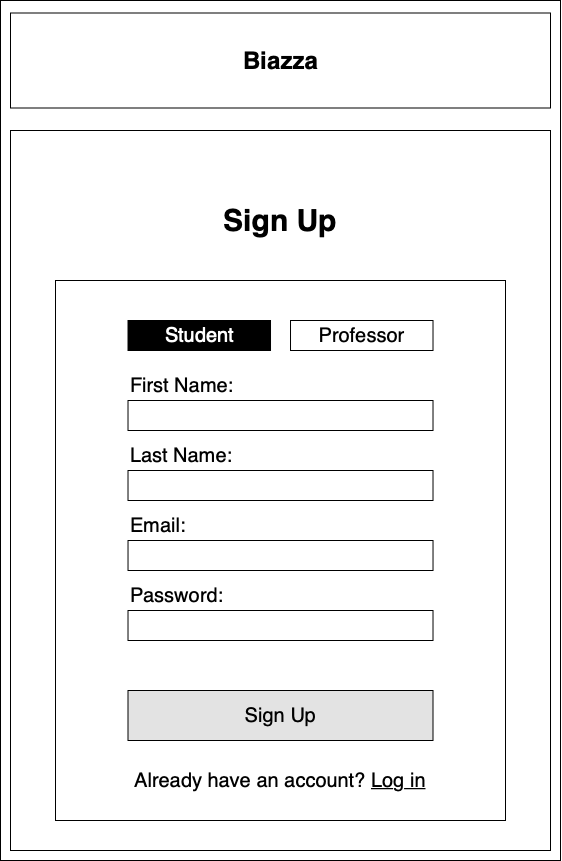 Biazza
Sign Up
Student Professor
First Name:
Last Name:
Email:
Password:
Sign Up
Already have an account? Log in